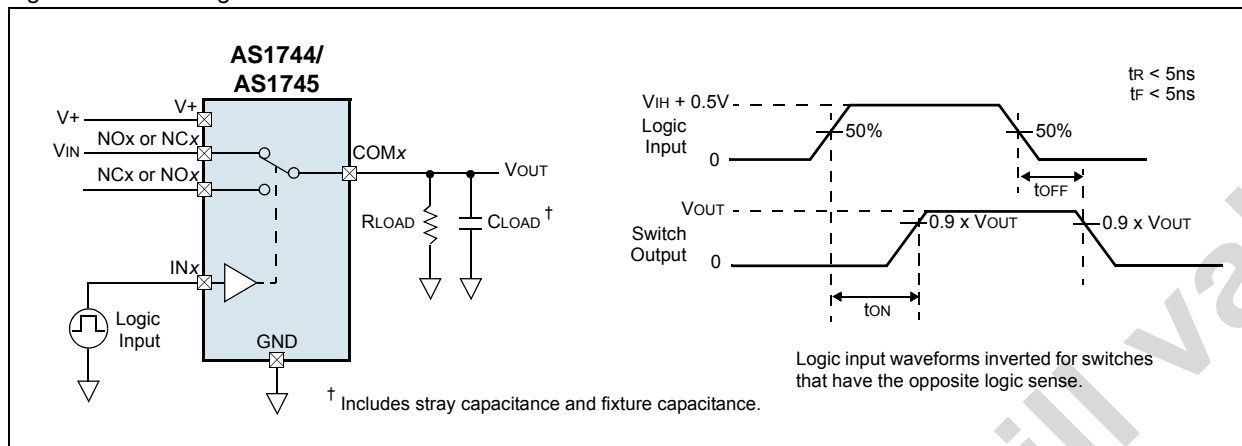 AS1744/
AS1745
V+
V+
NOx or NCx
VIN
NCx or NOx
COMx
VOUT
RLOAD
CLOAD †
INx
Logic
Input
GND
† Includes stray capacitance and fixture capacitance.
tR < 5ns
tF < 5ns
VIH + 0.5V
Logic
Input
0
50%
50%
tOFF
VOUT
Switch
Output
0
0.9 x VOUT
0.9 x VOUT
tON
Logic input waveforms inverted for switches
that have the opposite logic sense.